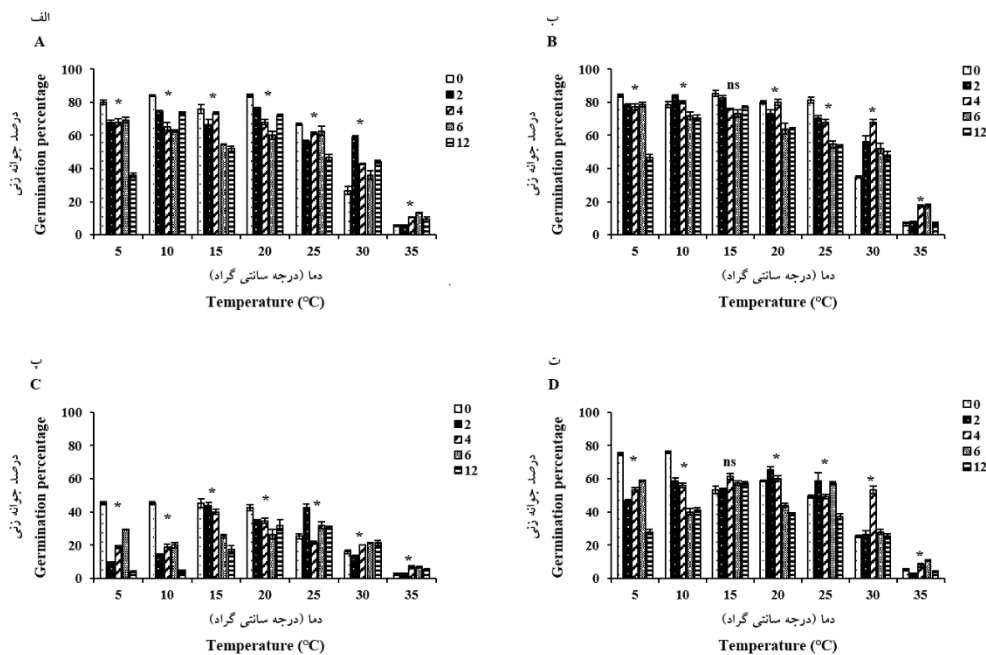 الف
A
درصد جوانه زنی
Germination percentage
100
80
60
40
20
0
* * * * * * *
5 10 15 20 25 30 35
دما (درجه سانتی گراد)
Temperature (°C)
0
2
4
6
12
ب
B
درصد جوانه زنی
Germination percentage
100
80
60
40
20
0
* * ns * * * *
5 10 15 20 25 30 35
دما (درجه سانتی گراد)
Temperature (°C)
0
2
4
6
12
پ
C
درصد جوانه زنی
Germination percentage
100
80
60
40
20
0
* * * * * * *
5 10 15 20 25 30 35
دما (درجه سانتی گراد)
Temperature (°C)
0
2
4
6
12
ت
D
درصد جوانه زنی
Germination percentage
100
80
60
40
20
0
* * ns * * * *
5 10 15 20 25 30 35
دما (درجه سانتی گراد)
Temperature (°C)
0
2
4
6
12